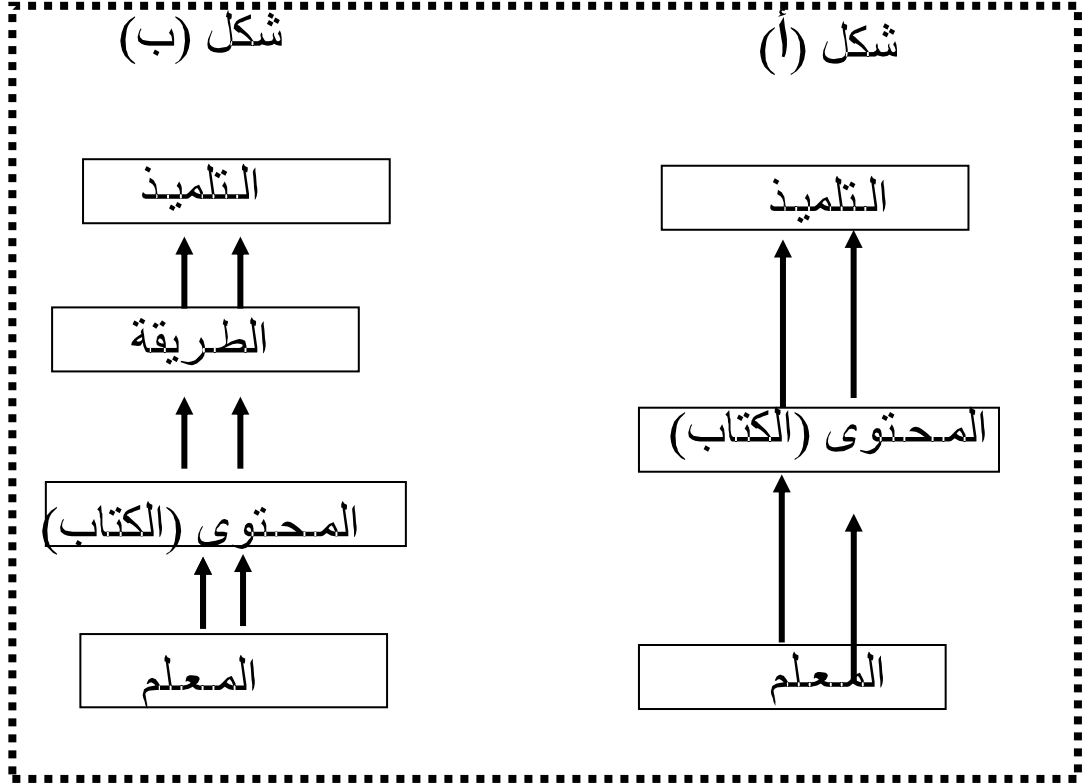 شكل (أ)
التلميذ
المحتوى (الكتاب)
المعلم
شكل (ب)
التلميذ
الطريقة
المحتوى (الكتاب)
المعلم